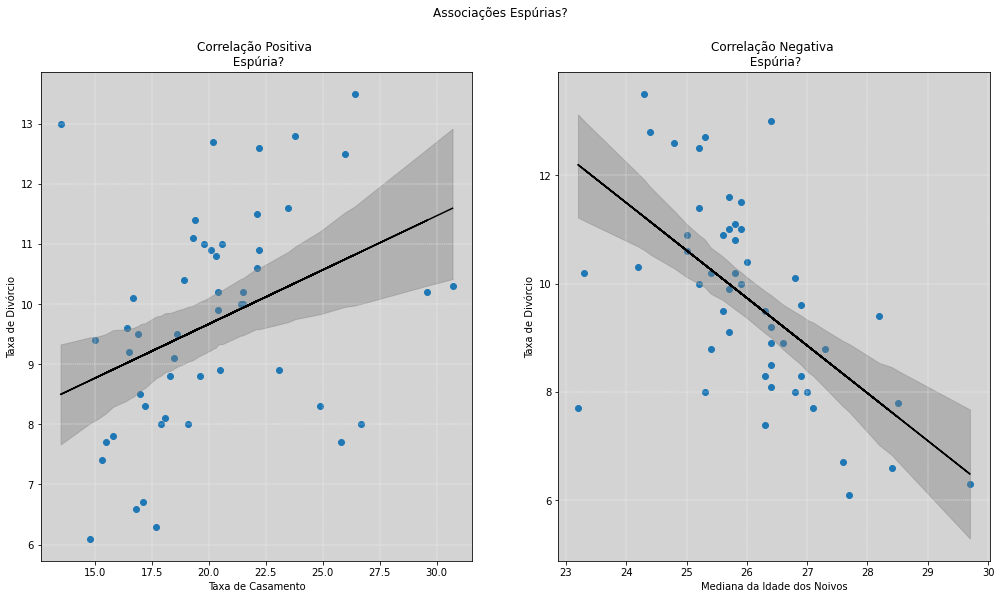 Associações Espúrias?
Correlação Positiva
Espúria?
Taxa de Divórcio
13
12
11
10
9
8
7
6
15.0 17.5 20.0 22.5 25.0 27.5 30.0
Taxa de Casamento
Correlação Negativa
Espúria?
Taxa de Divórcio
12
10
8
6
23 24 25 26 27 28 29 30
Mediana da Idade dos Noivos